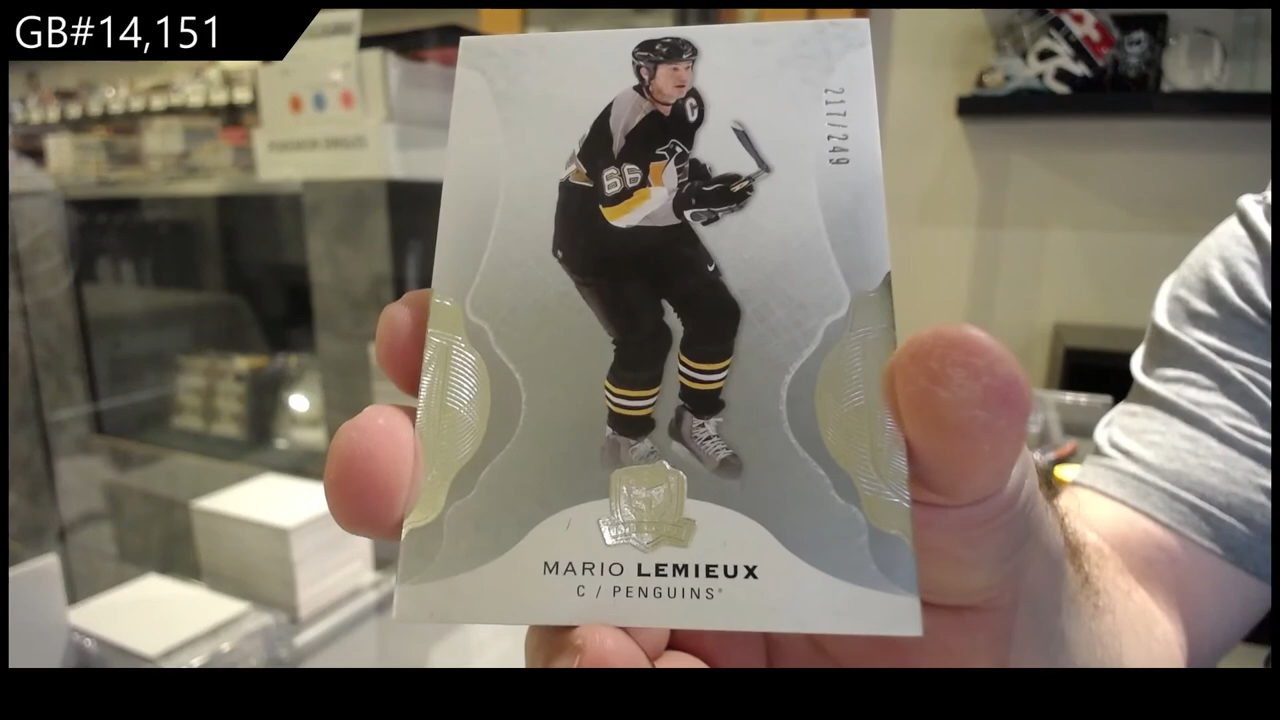 GB#14,151
217/249
C
66
MARIO LEMIEUX
C / PENGUINS